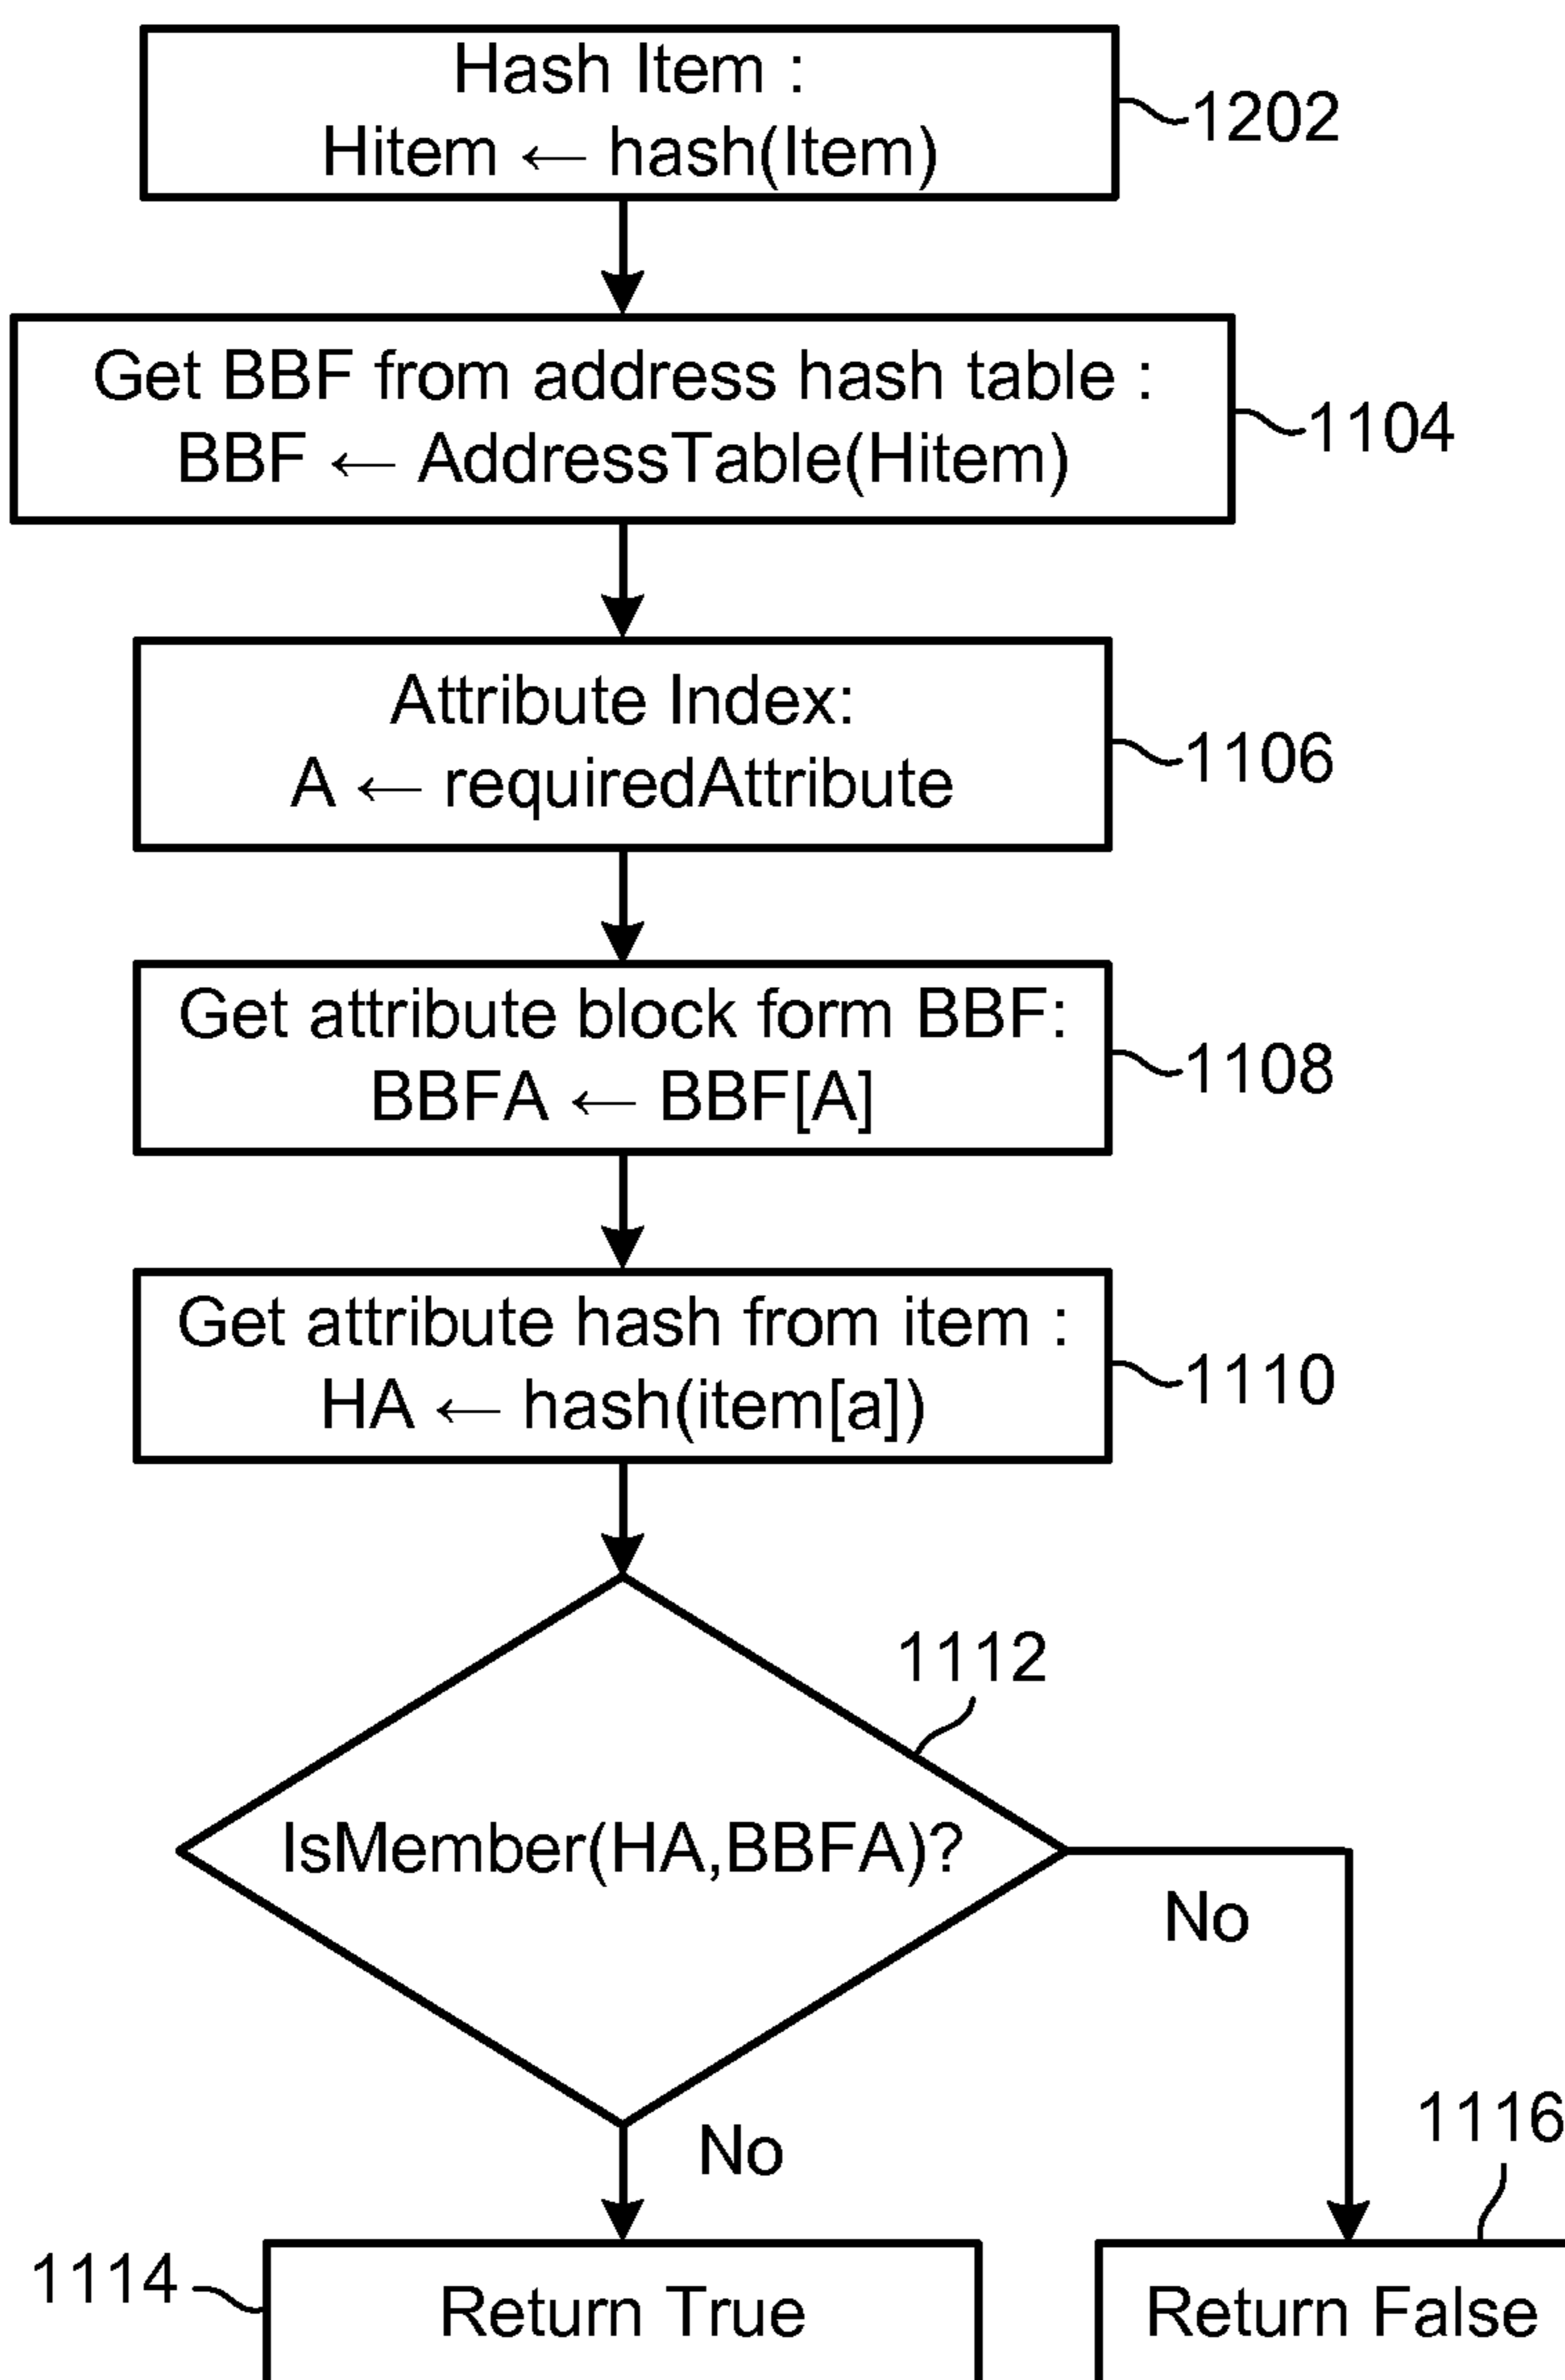 Hash Item :
Hitem ← hash(Item)
1202
Get BBF from address hash table :
BBF ← AddressTable(Hitem)
1104
Attribute Index:
A ← requiredAttribute
1106
Get attribute block form BBF:
BBFA ← BBF[A]
1108
Get attribute hash from item :
HA ← hash(item[a])
1110
1112
IsMember(HA,BBFA)?
No
No
1116
1114
Return True
Return False